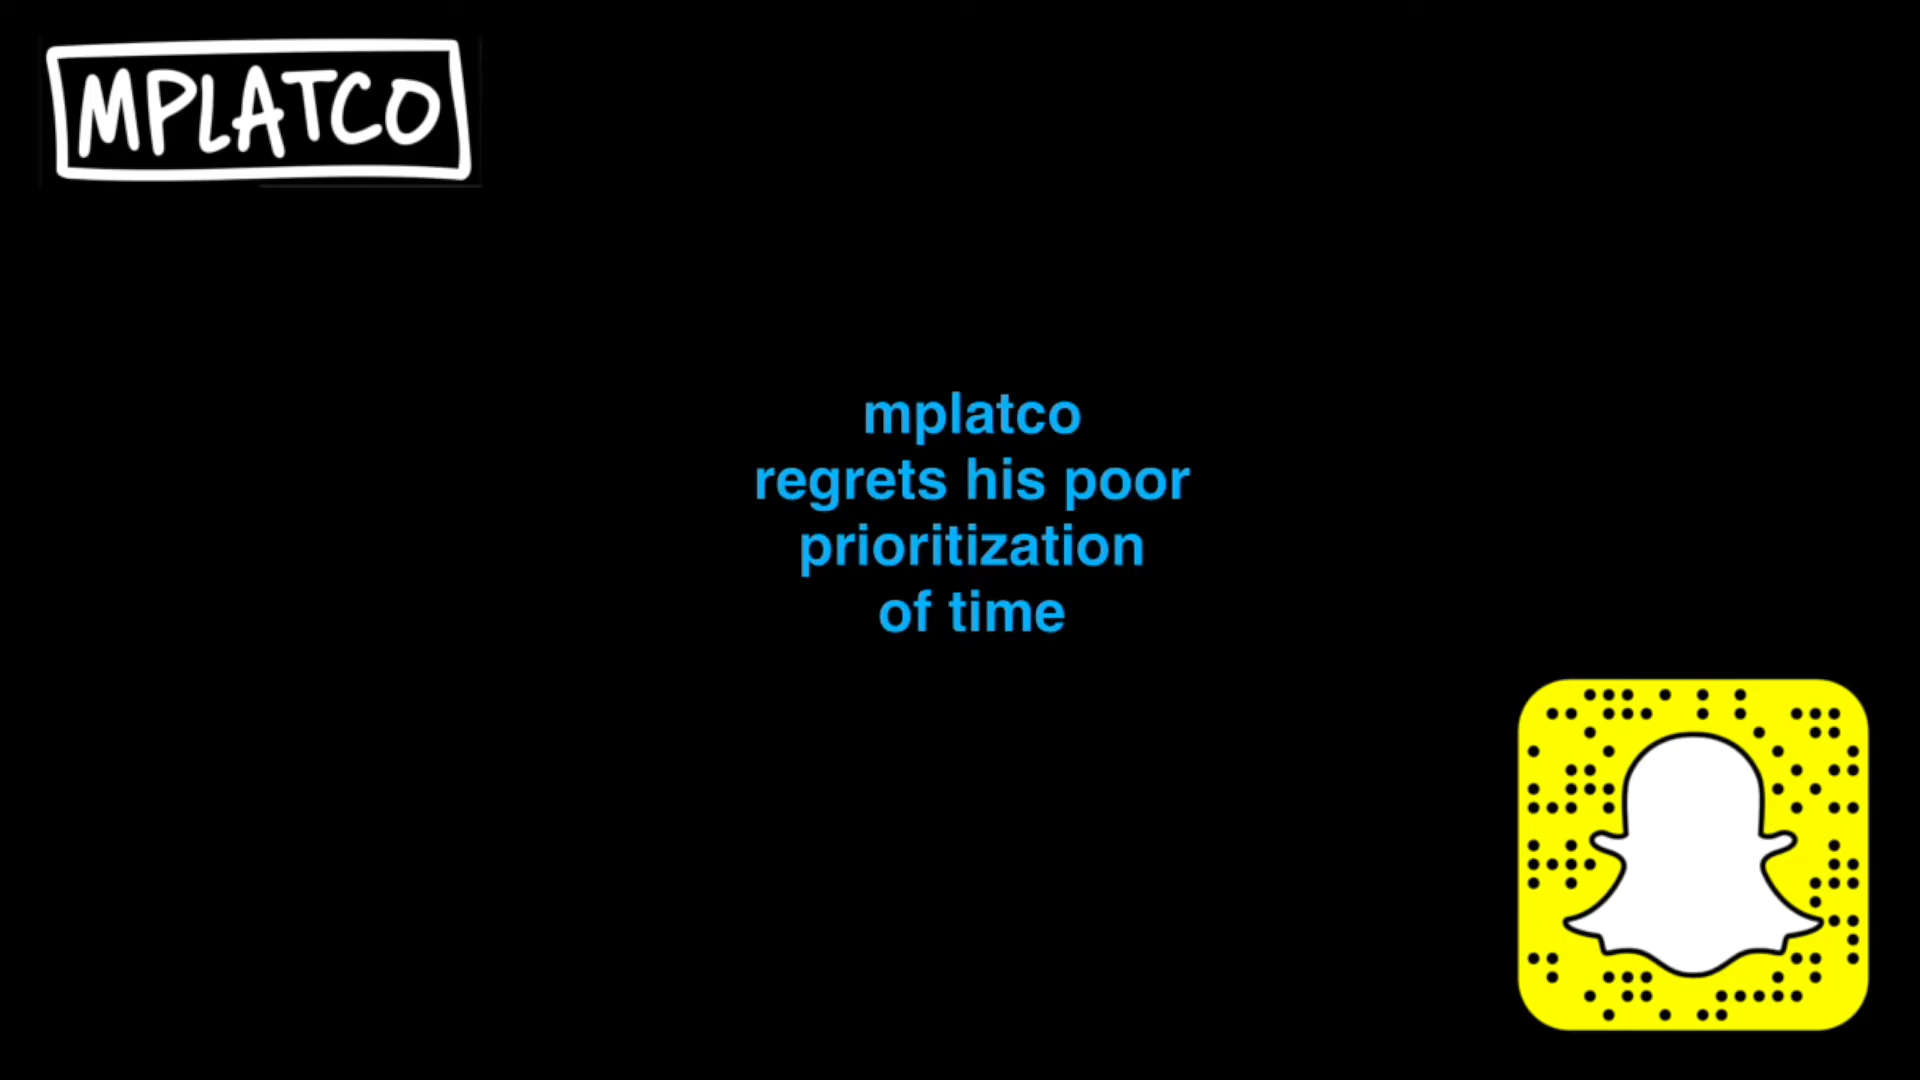 MPLATCO
mplatco
regrets his poor
prioritization
of time